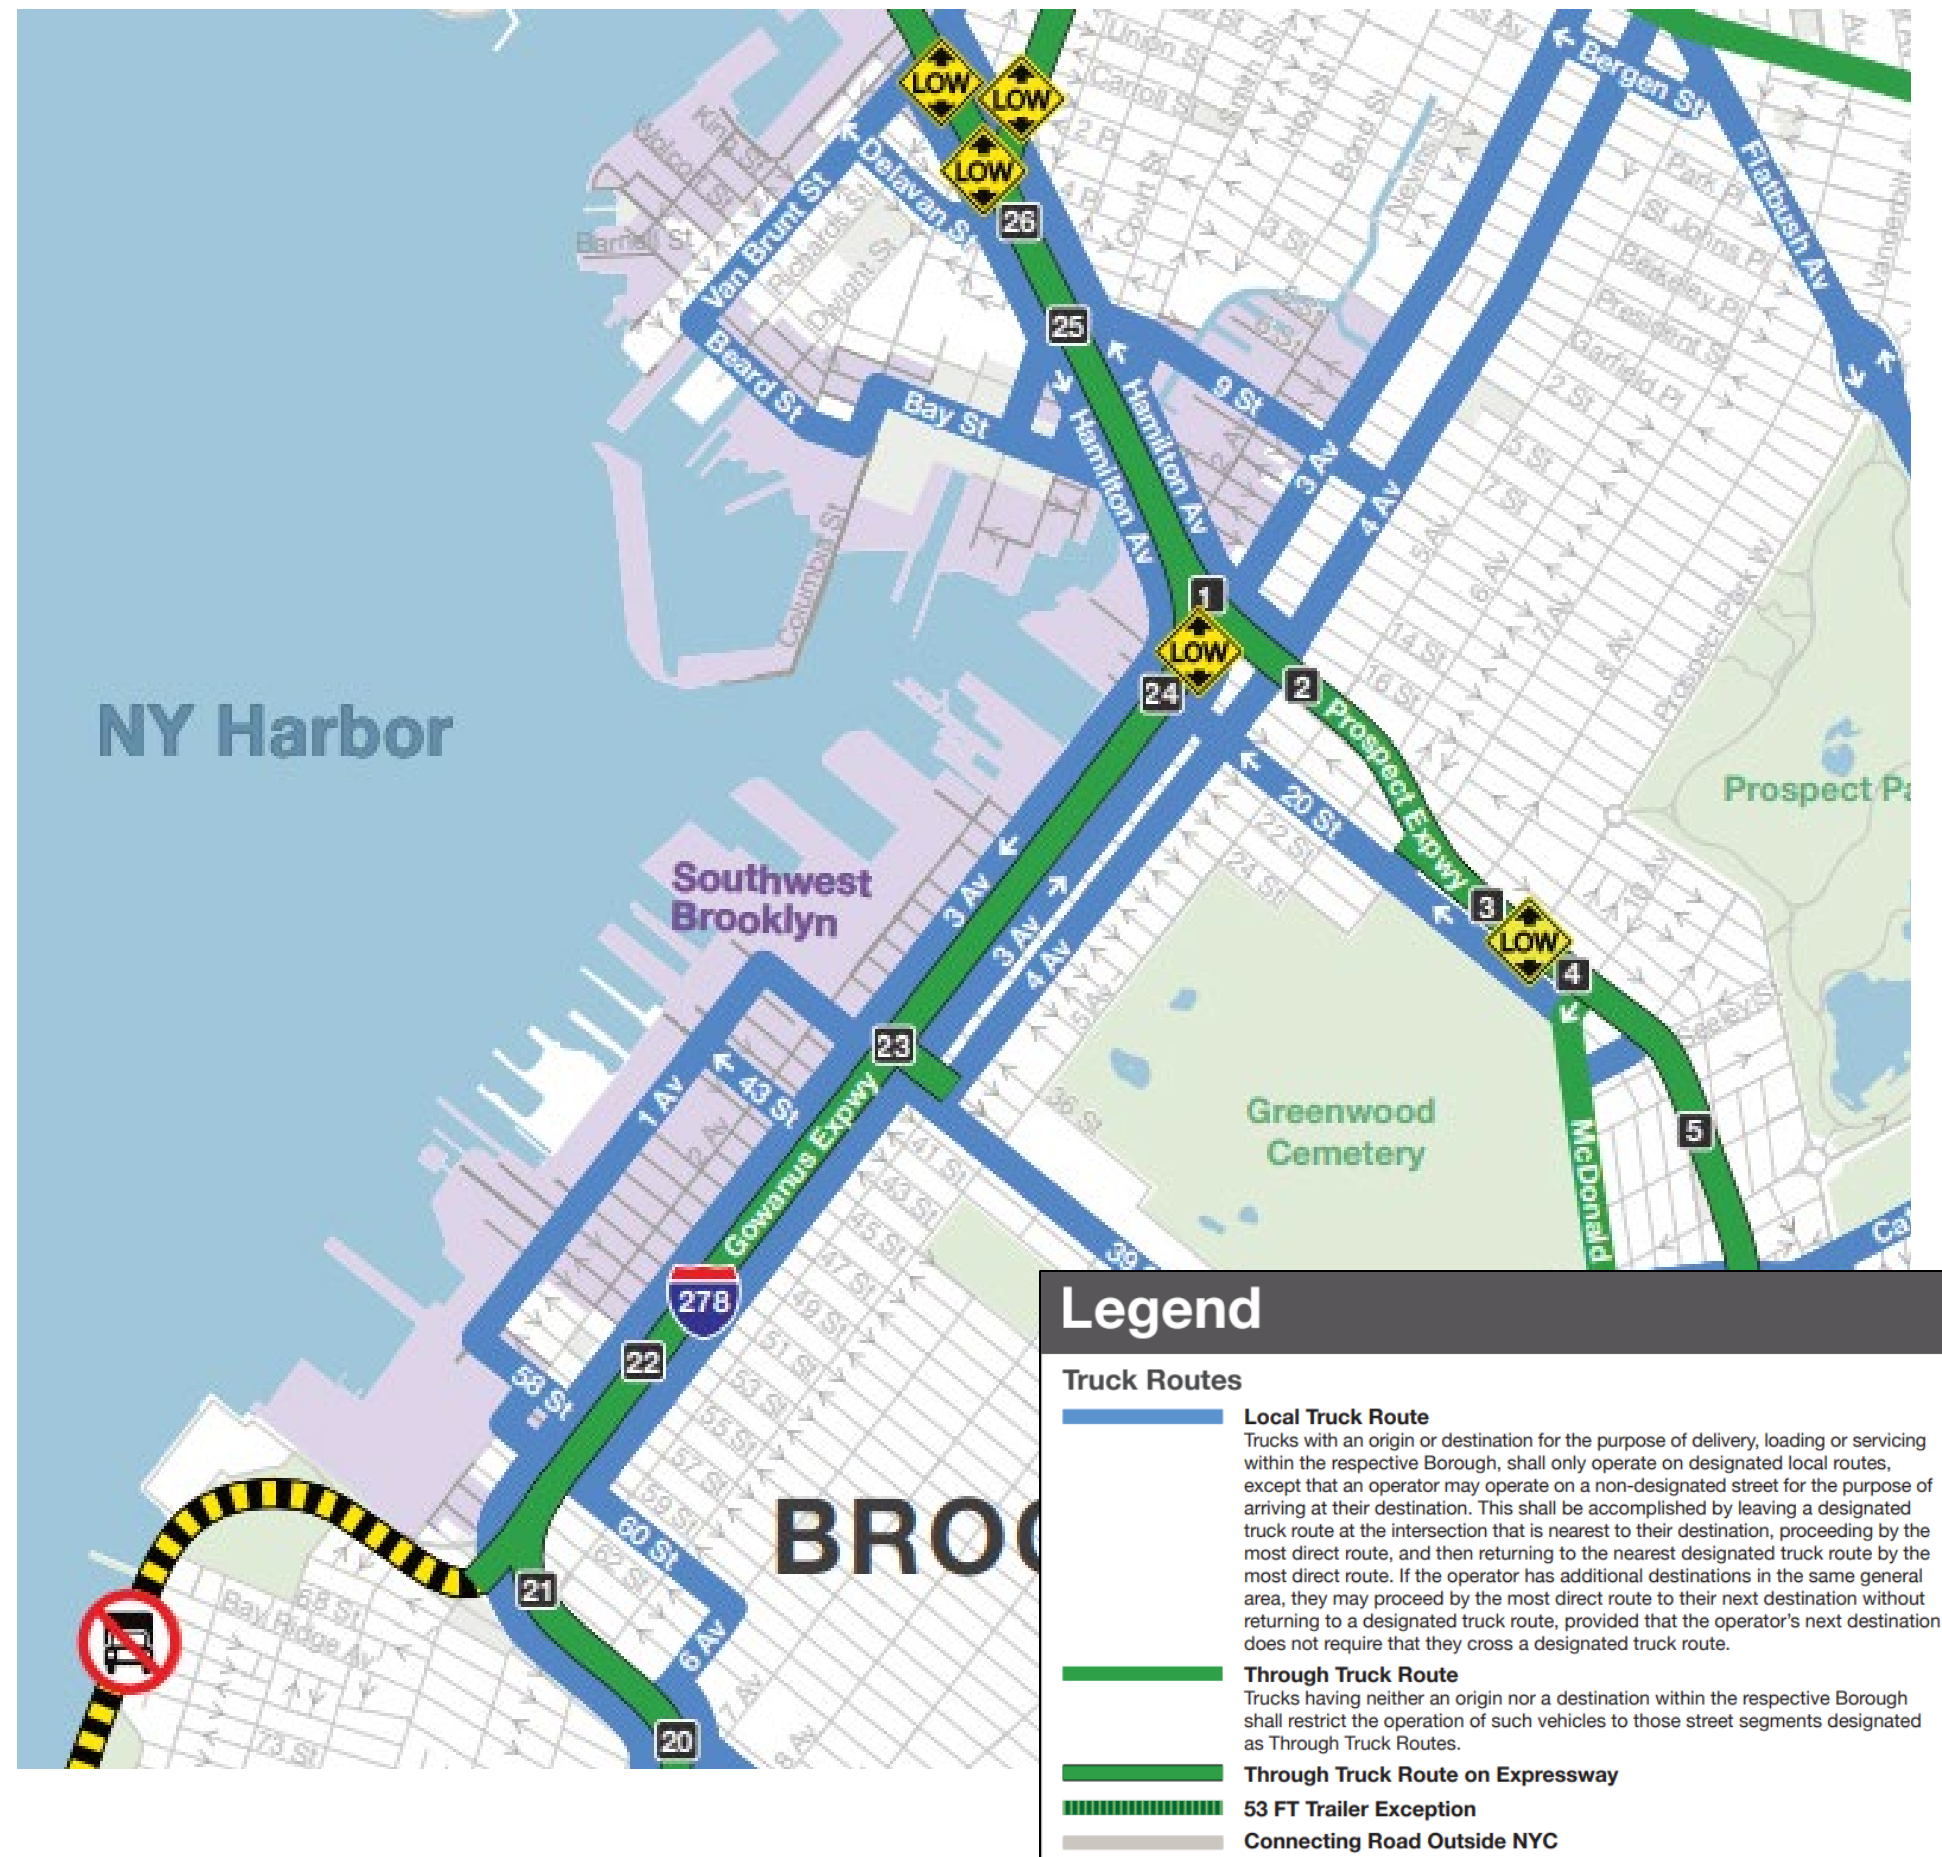 Union St
Carroll St
Smith
Hoyt St
Bond St
Nevins
Bergen St
LOW
LOW
LOW
2 Pl
4 Pl
Court
3 St
Park Pl
St Johns Pl
Berkeley Pl
President St
Garfield Pl
2 St
5 St
7 St
Flatbush Av
Delavan St
Van Brunt St
Richards St
Dwight St
26
25
Beard St
Bay St
Columbia St
9 St
Hamilton Av
Hamilton Av
3 Av
4 Av
5 Av
6 Av
7 Av
8 Av
Prospect Park W
14 St
16 St
1
LOW
24
2
Prospect Expwy
NY Harbor
Prospect Pa
20 St
22 St
24 St
3
LOW
4
Seeley St
5
McDonald
Southwest
Brooklyn
3 Av
3 Av
4 Av
5 Av
23
Greenwood
Cemetery
36 St
39
1 Av
43 St
2 Av
Gowanus Expwy
41 St
43 St
45 St
47 St
49 St
51 St
53 St
55 St
57 St
59 St
278
22
58 St
60 St
62 St
BROO
21
6 Av
7 Av
8 Av
20
68 St
Bay Ridge Av
73 St
Ca
Legend
Truck Routes
Local Truck Route
Trucks with an origin or destination for the purpose of delivery, loading or servicing
within the respective Borough, shall only operate on designated local routes,
except that an operator may operate on a non-designated street for the purpose of
arriving at their destination. This shall be accomplished by leaving a designated
truck route at the intersection that is nearest to their destination, proceeding by the
most direct route, and then returning to the nearest designated truck route by the
most direct route. If the operator has additional destinations in the same general
area, they may proceed by the most direct route to their next destination without
returning to a designated truck route, provided that the operator's next destination
does not require that they cross a designated truck route.
Through Truck Route
Trucks having neither an origin nor a destination within the respective Borough
shall restrict the operation of such vehicles to those street segments designated
as Through Truck Routes.
Through Truck Route on Expressway
53 FT Trailer Exception
Connecting Road Outside NYC